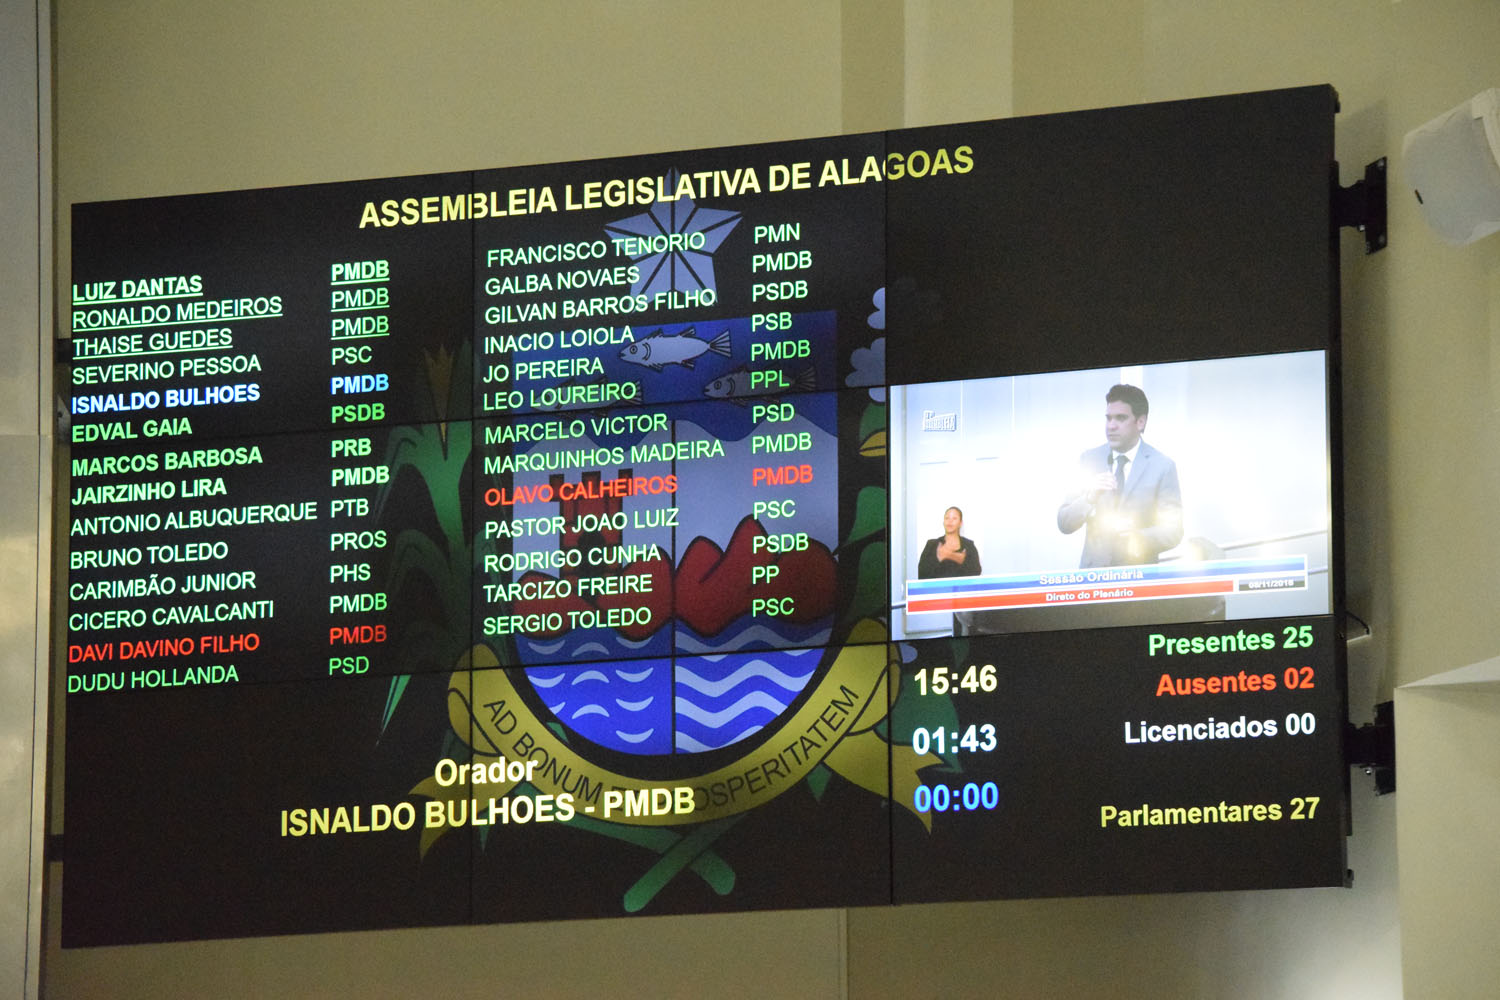 ASSEMBLEIA LEGISLATIVA DE ALAGOAS
LUIZ DANTAS PMDB
RONALDO MEDEIROS PMDB
THAISE GUEDES PMDB
SEVERINO PESSOA PSC
ISNALDO BULHOES PMDB
EDVAL GAIA PSDB
MARCOS BARBOSA PRB
JAIRZINHO LIRA PMDB
ANTONIO ALBUQUERQUE PTB
BRUNO TOLEDO PROS
CARIMBÃO JUNIOR PHS
CICERO CAVALCANTI PMDB
DAVI DAVINO FILHO PMDB
DUDU HOLLANDA PSD
FRANCISCO TENORIO PMN
GALBA NOVAES PMDB
GILVAN BARROS FILHO PSDB
INACIO LOIOLA PSB
JO PEREIRA PMDB
LEO LOUREIRO PPL
MARCELO VICTOR PSD
MARQUINHOS MADEIRA PMDB
OLAVO CALHEIROS PMDB
PASTOR JOAO LUIZ PSC
RODRIGO CUNHA PSDB
TARCIZO FREIRE PP
SERGIO TOLEDO PSC
Sessão Ordinária
Direto do Plenário
08/11/2016
Presentes 25
15:46
Ausentes 02
01:43
Licenciados 00
00:00
Parlamentares 27
AD BONUM OSPERITATEM
Orador
ISNALDO BULHOES - PMDB